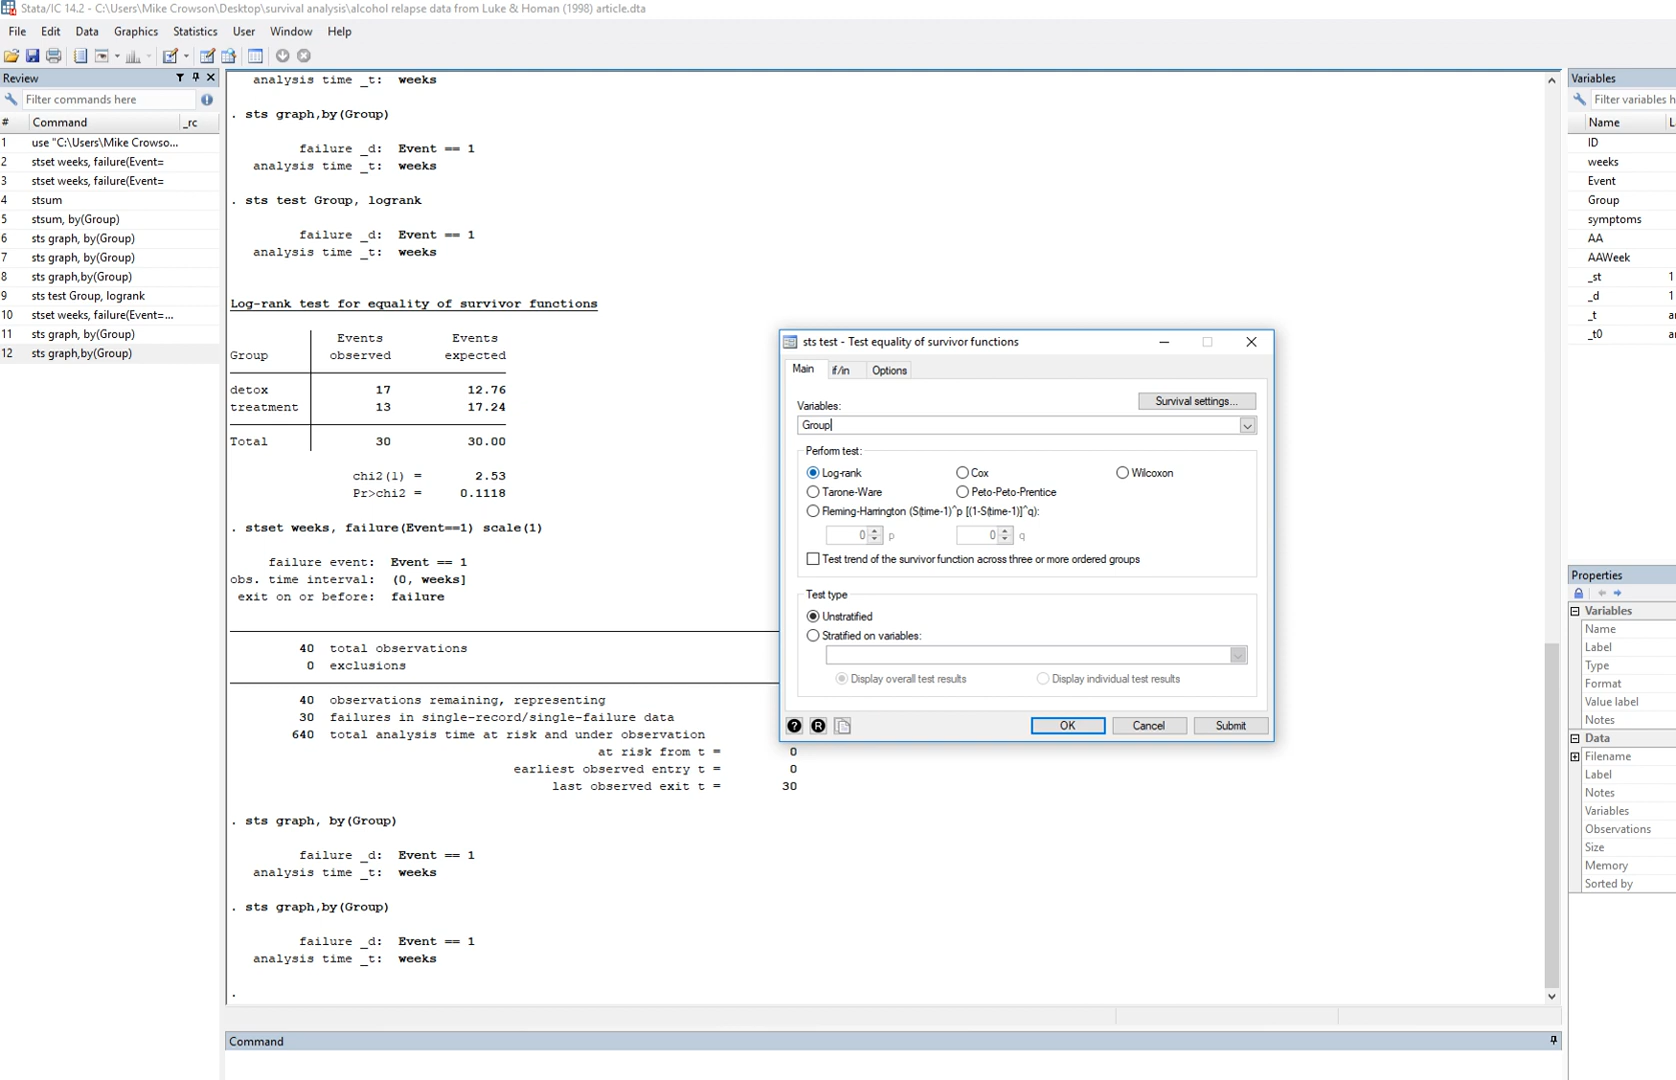 Stata/IC 14.2 - C:\Users\Mike Crowson\Desktop\survival analysis\alcohol relapse data from Luke & Homan (1998) article.dta
File Edit Data Graphics Statistics User Window Help
Review
Filter commands here
# Command _rc
1 use "C:\Users\Mike Crowso...
2 stset weeks, failure(Event=
3 stset weeks, failure(Event=
4 stsum
5 stsum, by(Group)
6 sts graph, by(Group)
7 sts graph, by(Group)
8 sts graph,by(Group)
9 sts test Group, logrank
10 stset weeks, failure(Event=...
11 sts graph, by(Group)
12 sts graph,by(Group)
analysis time _t: weeks
. sts graph,by(Group)
failure _d: Event == 1
analysis time _t: weeks
. sts test Group, logrank
failure _d: Event == 1
analysis time _t: weeks
Log-rank test for equality of survivor functions
Events Events
Group observed expected
detox 17 12.76
treatment 13 17.24
Total 30 30.00
chi2(1) = 2.53
Pr>chi2 = 0.1118
. stset weeks, failure(Event==1) scale(1)
failure event: Event == 1
obs. time interval: (0, weeks]
exit on or before: failure
40 total observations
0 exclusions
40 observations remaining, representing
30 failures in single-record/single-failure data
640 total analysis time at risk and under observation
at risk from t = 0
earliest observed entry t = 0
last observed exit t = 30
. sts graph, by(Group)
failure _d: Event == 1
analysis time _t: weeks
. sts graph,by(Group)
failure _d: Event == 1
analysis time _t: weeks
.
Command
sts test - Test equality of survivor functions
Main if/in Options
Survival settings...
Variables:
Group
Perform test:
Log-rank Cox Wilcoxon
Tarone-Ware Peto-Peto-Prentice
Fleming-Harrington (S(time-1)^p [(1-S(time-1)]^q):
0 p 0 q
Test trend of the survivor function across three or more ordered groups
Test type
Unstratified
Stratified on variables:
Display overall test results Display individual test results
? R OK Cancel Submit
Variables
Filter variables h
Name L
ID
weeks
Event
Group
symptoms
AA
AAWeek
_st 1
_d 1
_t a
_t0 a
Properties
Variables
Name
Label
Type
Format
Value label
Notes
Data
Filename
Label
Notes
Variables
Observations
Size
Memory
Sorted by